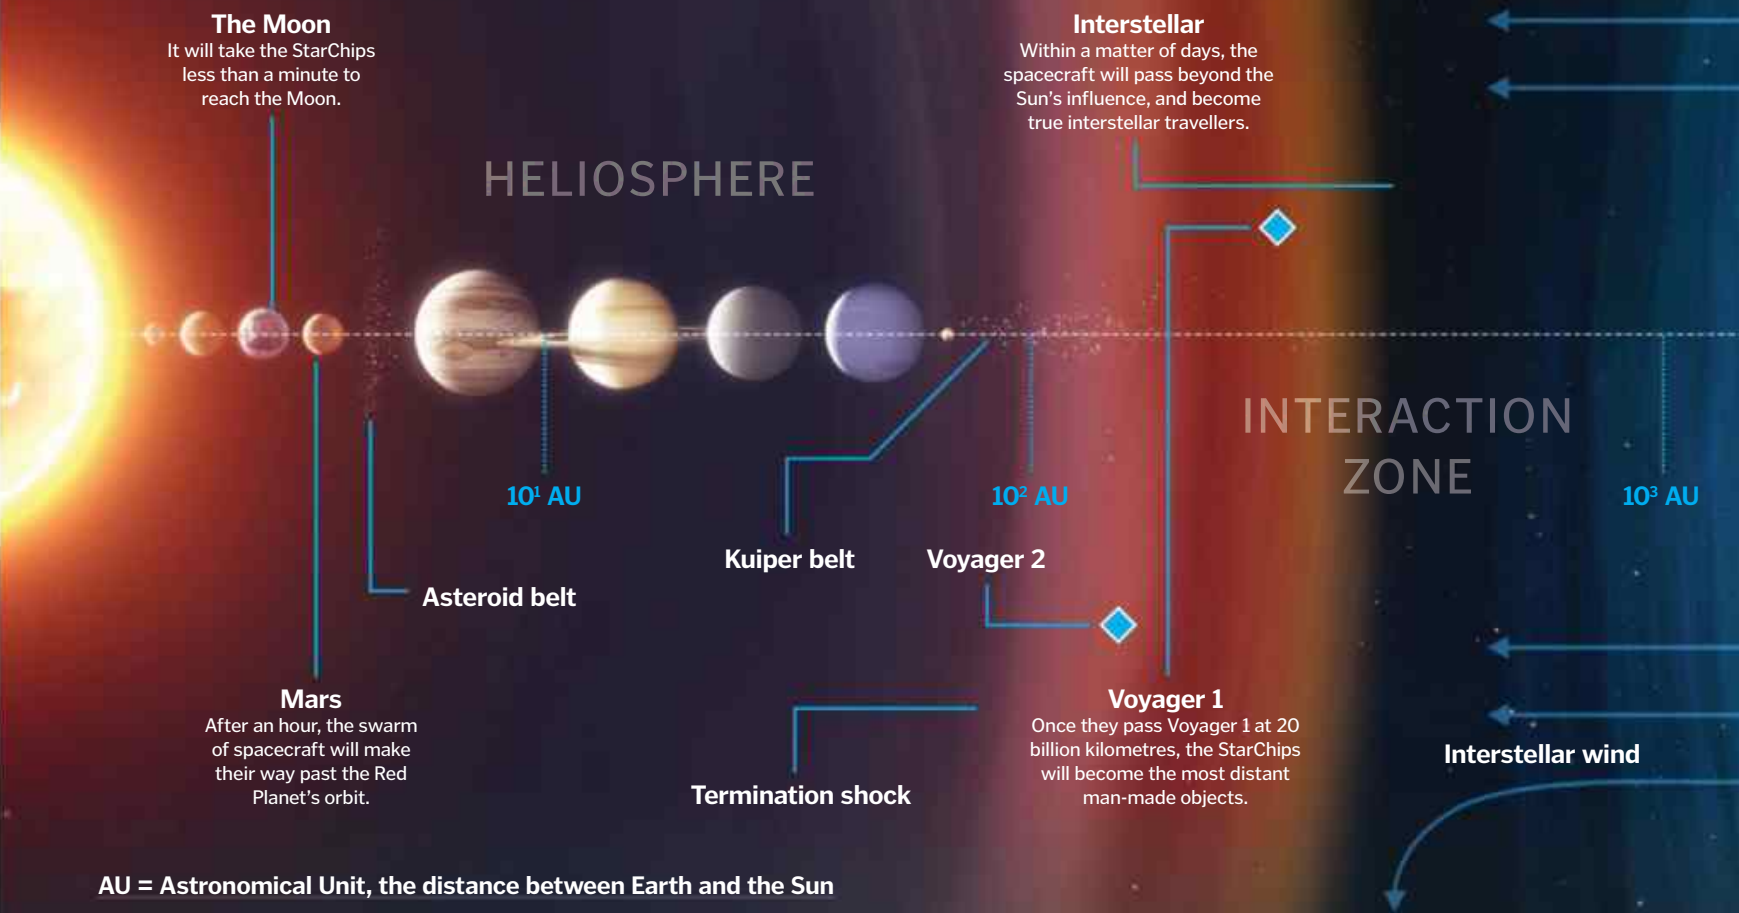 The Moon
It will take the StarChips
less than a minute to
reach the Moon.
Interstellar
Within a matter of days, the
spacecraft will pass beyond the
Sun's influence, and become
true interstellar travellers.
HELIOSPHERE
INTERACTION
ZONE
10¹ AU
10² AU
10³ AU
Kuiper belt
Voyager 2
Asteroid belt
Mars
After an hour, the swarm
of spacecraft will make
their way past the Red
Planet's orbit.
Termination shock
Voyager 1
Once they pass Voyager 1 at 20
billion kilometres, the StarChips
will become the most distant
man-made objects.
Interstellar wind
AU = Astronomical Unit, the distance between Earth and the Sun